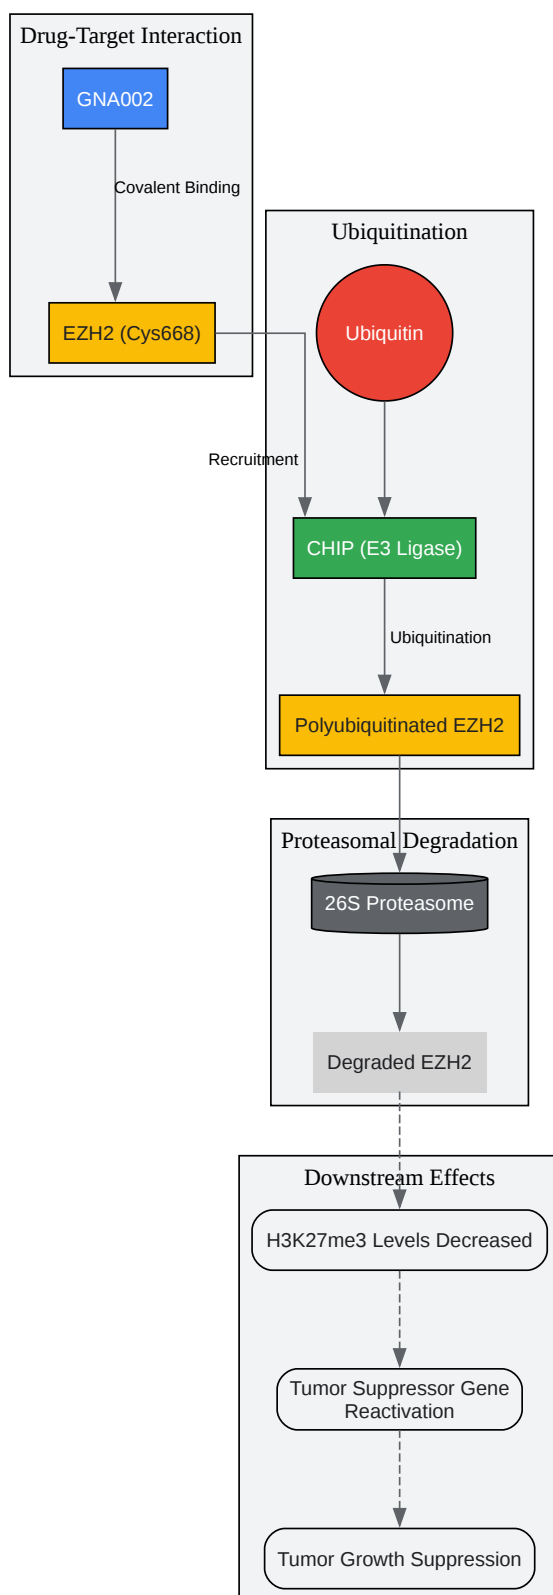 Drug-Target Interaction
GNA002
Covalent Binding
EZH2 (Cys668)
Ubiquitination
Ubiquitin
Recruitment
CHIP (E3 Ligase)
Ubiquitination
Polyubiquitinated EZH2
Proteasomal Degradation
26S Proteasome
Degraded EZH2
Downstream Effects
H3K27me3 Levels Decreased
Tumor Suppressor Gene
Reactivation
Tumor Growth Suppression